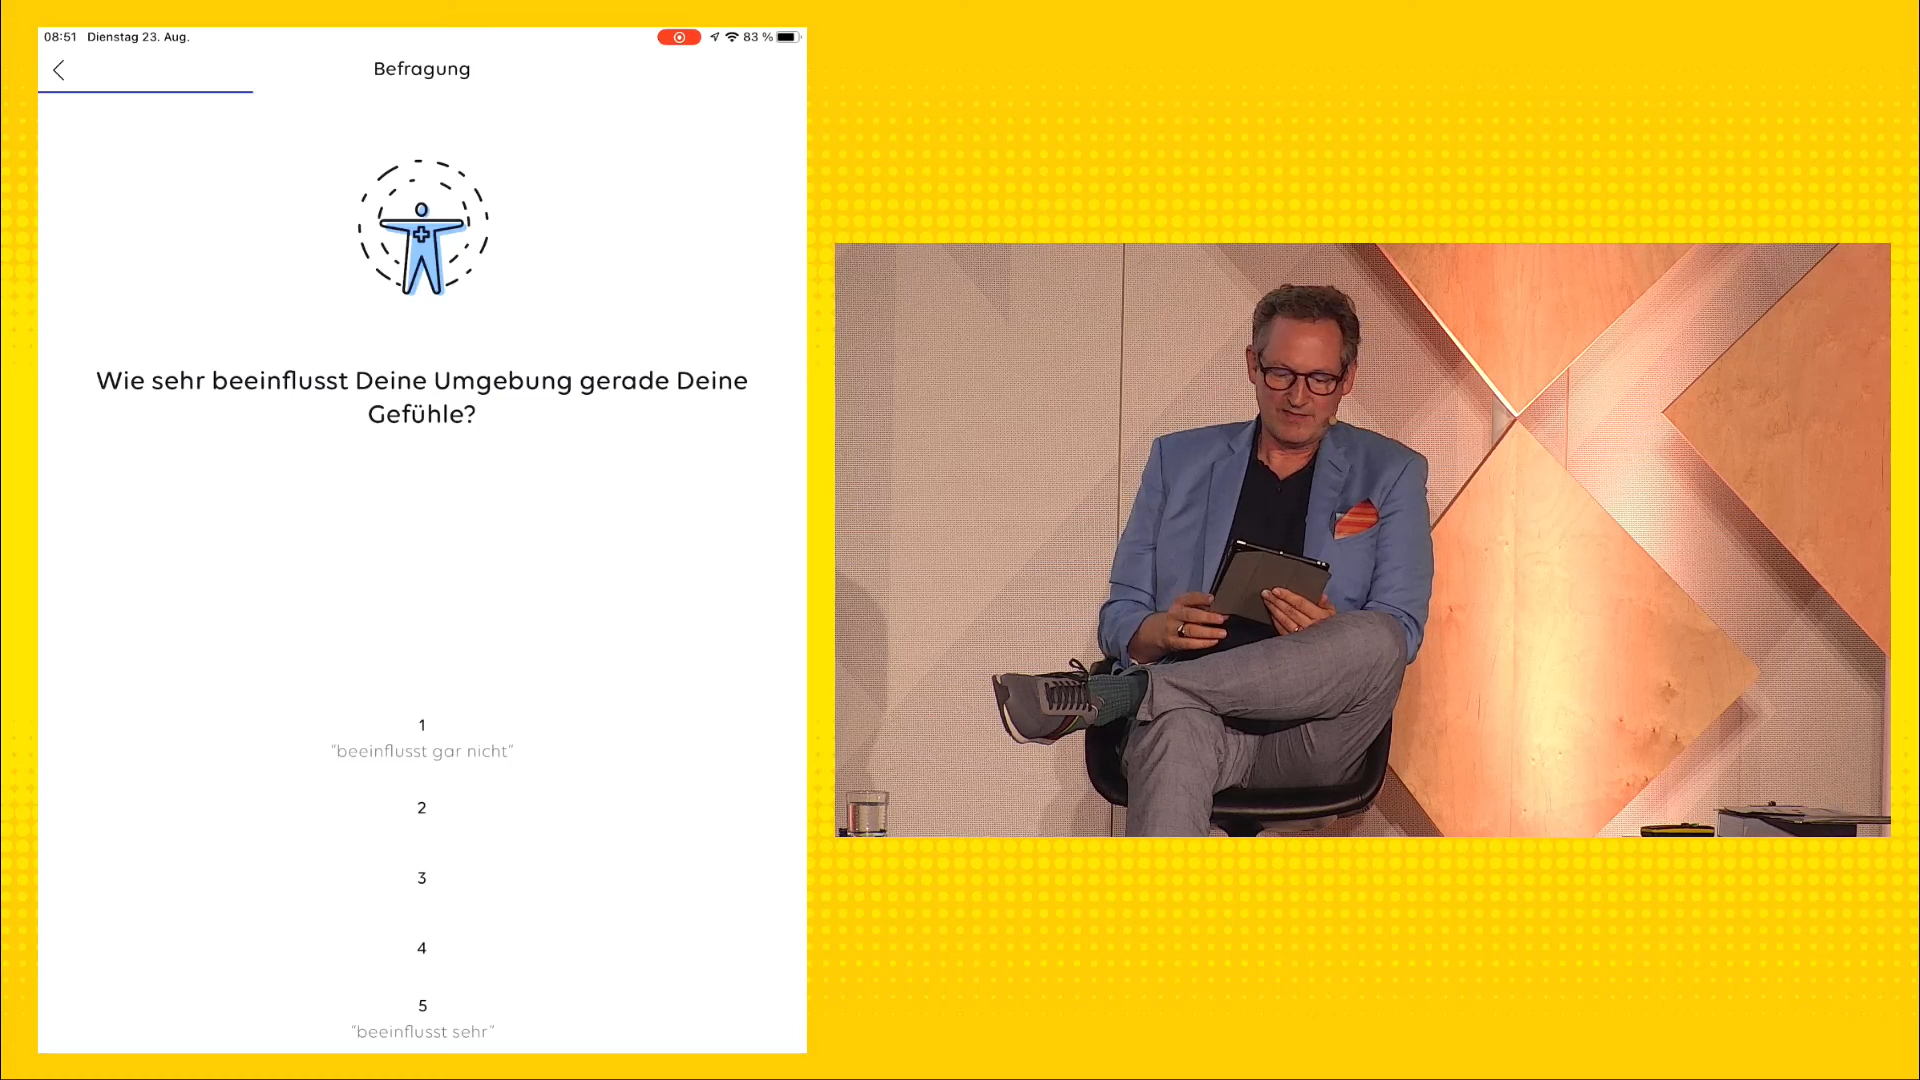 08:51 Dienstag 23. Aug. 83 %
Befragung
Wie sehr beeinflusst Deine Umgebung gerade Deine
Gefühle?
1
"beeinflusst gar nicht"
2
3
4
5
"beeinflusst sehr"